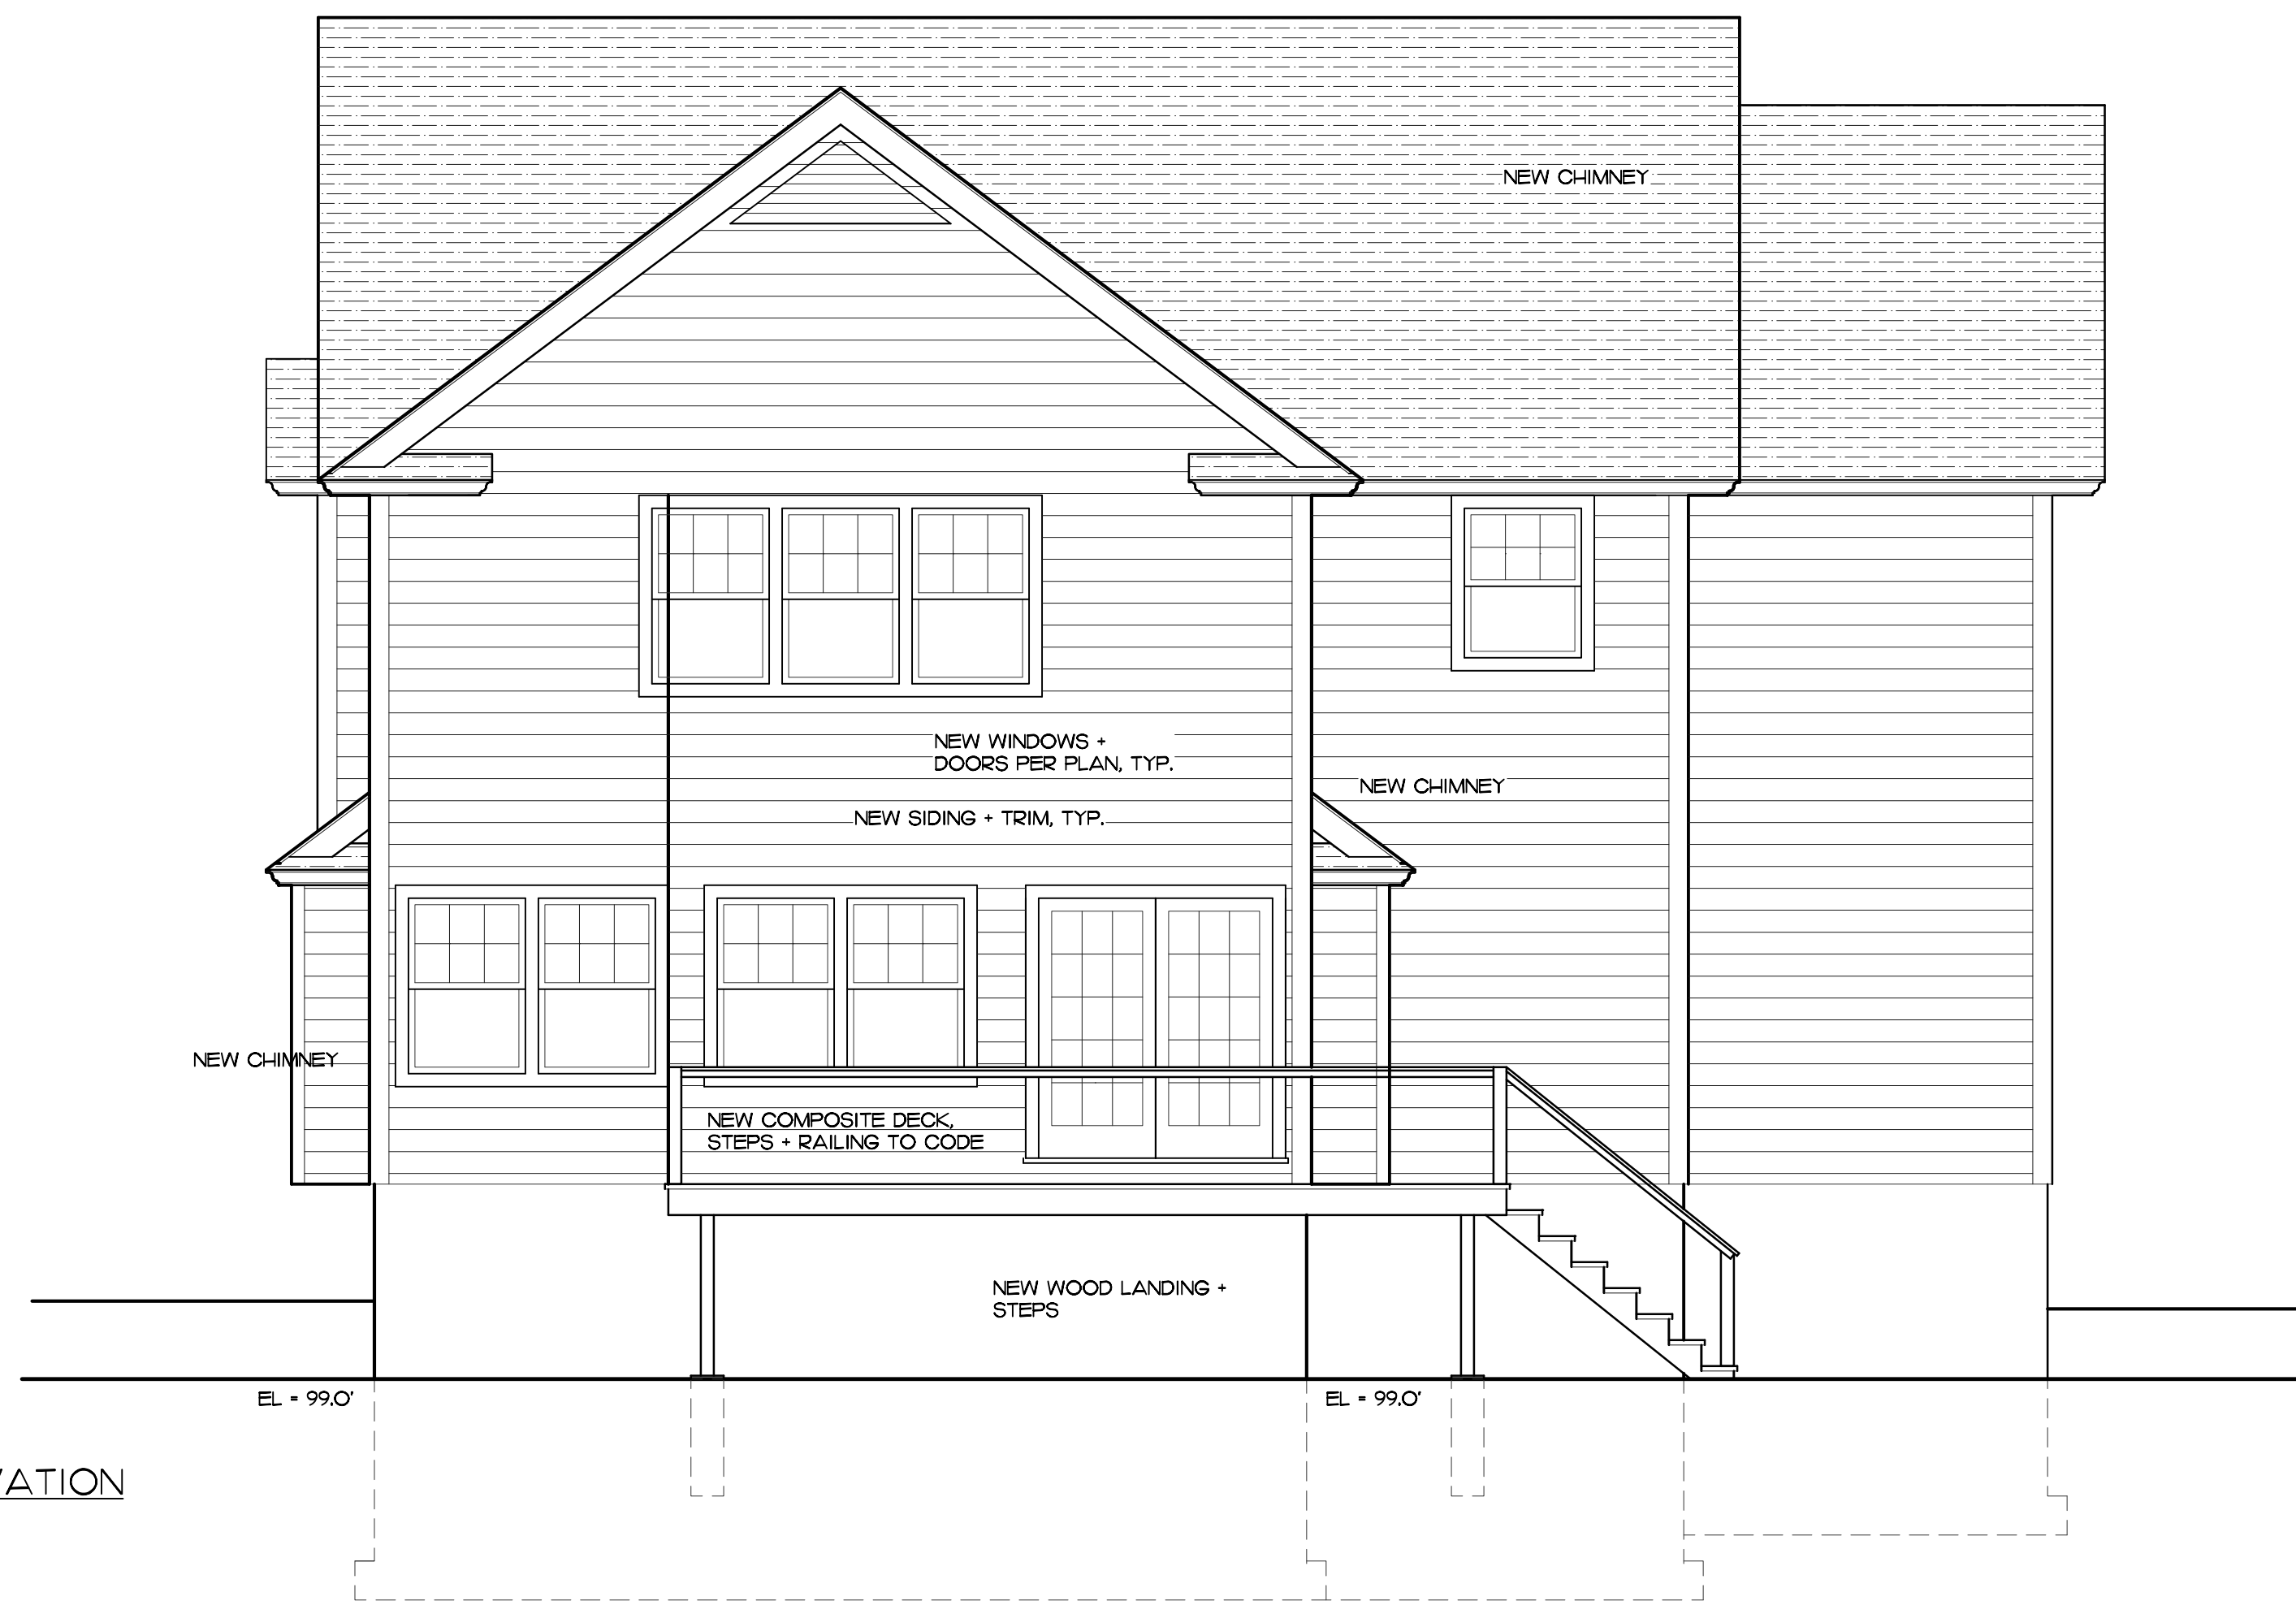 NEW CHIMNEY
NEW WINDOWS +
DOORS PER PLAN, TYP.
NEW CHIMNEY
NEW SIDING + TRIM, TYP.
NEW CHIMNEY
NEW COMPOSITE DECK,
STEPS + RAILING TO CODE
NEW WOOD LANDING +
STEPS
EL = 99.0'
EL = 99.0'
VATION